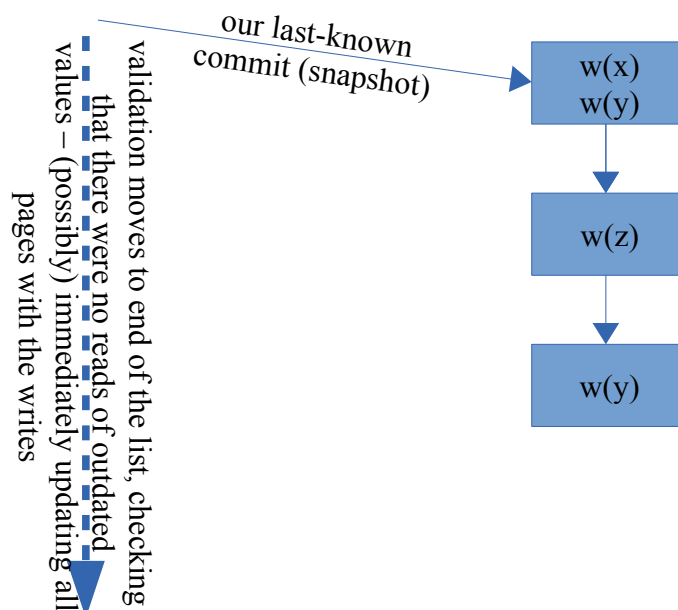 our last-known
commit (snapshot)
w(x)
w(y)
w(z)
w(y)
validation moves to end of the list, checking
that there were no reads of outdated
values – (possibly) immediately updating all
pages with the writes